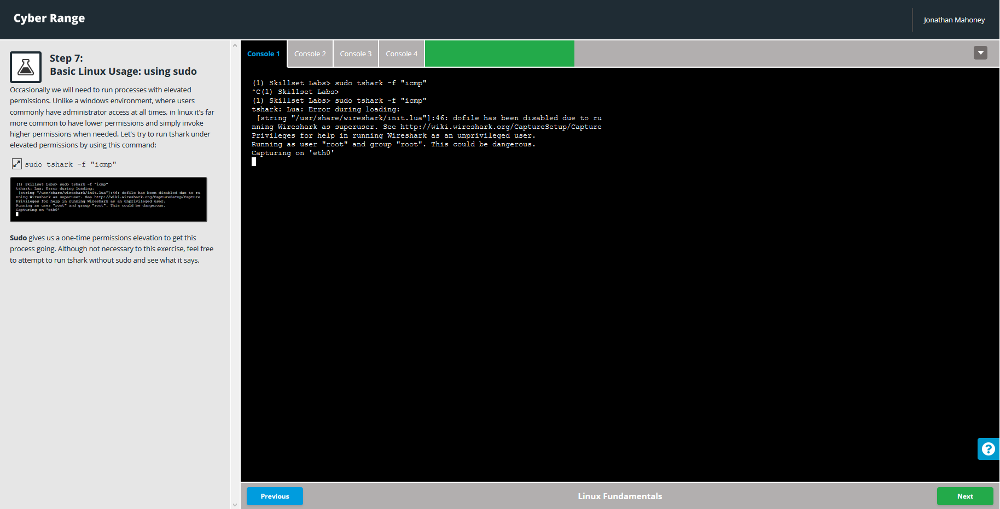 Cyber Range
Jonathan Mahoney
Step 7:
Basic Linux Usage: using sudo
Occasionally we will need to run processes with elevated
permissions. Unlike a windows environment, where users
commonly have administrator access at all times, in linux it's far
more common to have lower permissions and simply invoke
higher permissions when needed. Let's try to run tshark under
elevated permissions by using this command:
sudo tshark -f "icmp"
(1) Skillset Labs> sudo tshark -f "icmp"
tshark: Lua: Error during loading:
[string "/usr/share/wireshark/init.lua"]:46: dofile has been disabled due to ru
nning Wireshark as superuser. See http://wiki.wireshark.org/CaptureSetup/Capture
Privileges for help in running Wireshark as an unprivileged user.
Running as user "root" and group "root". This could be dangerous.
Capturing on 'eth0'
Sudo gives us a one-time permissions elevation to get this
process going. Although not necessary to this exercise, feel free
to attempt to run tshark without sudo and see what it says.
Console 1
Console 2
Console 3
Console 4
(1) Skillset Labs> sudo tshark -f "icmp"
^C(1) Skillset Labs>
(1) Skillset Labs> sudo tshark -f "icmp"
tshark: Lua: Error during loading:
[string "/usr/share/wireshark/init.lua"]:46: dofile has been disabled due to ru
nning Wireshark as superuser. See http://wiki.wireshark.org/CaptureSetup/Capture
Privileges for help in running Wireshark as an unprivileged user.
Running as user "root" and group "root". This could be dangerous.
Capturing on 'eth0'
?
Previous
Linux Fundamentals
Next